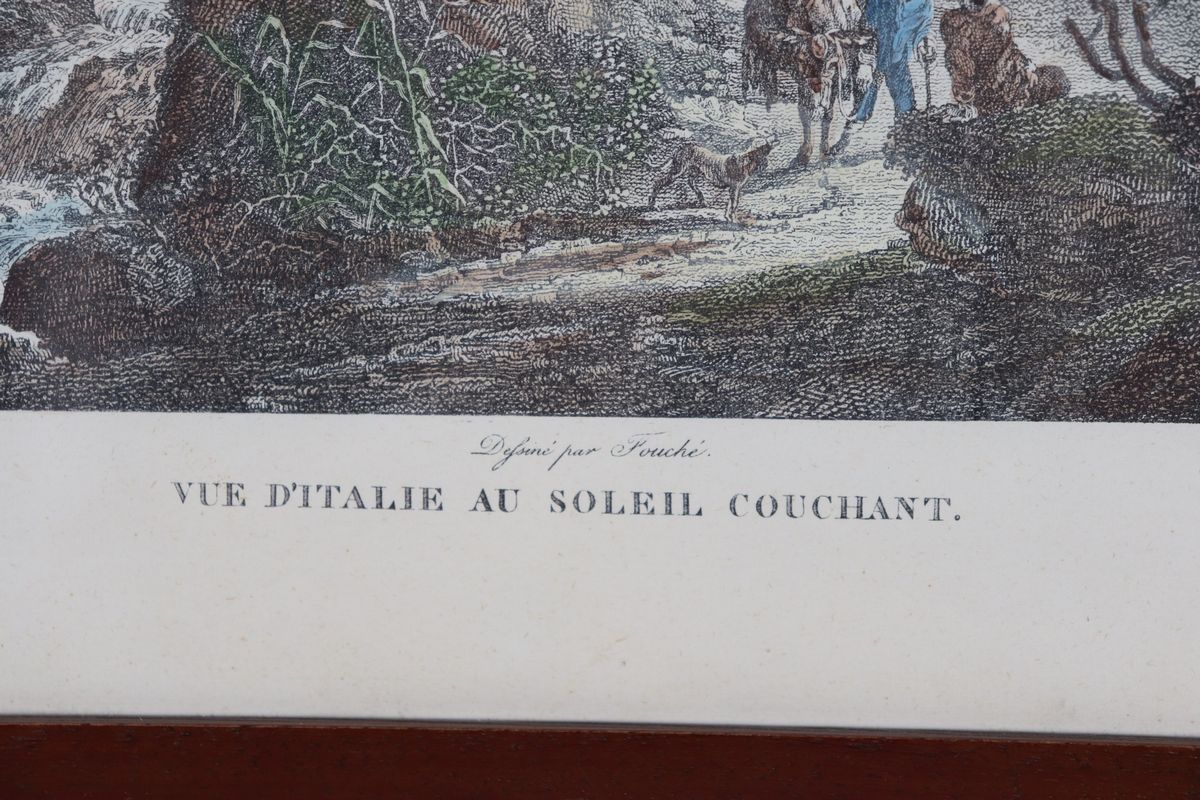 Dessiné par Fouché.
VUE D'ITALIE AU SOLEIL COUCHANT.